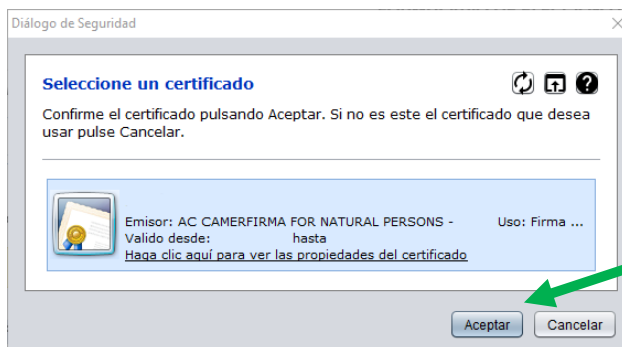 Diálogo de Seguridad
Seleccione un certificado
Confirme el certificado pulsando Aceptar. Si no es este el certificado que desea
usar pulse Cancelar.
Emisor: AC CAMERFIRMA FOR NATURAL PERSONS - Uso: Firma ...
Valido desde: hasta
Haga clic aquí para ver las propiedades del certificado
Aceptar Cancelar